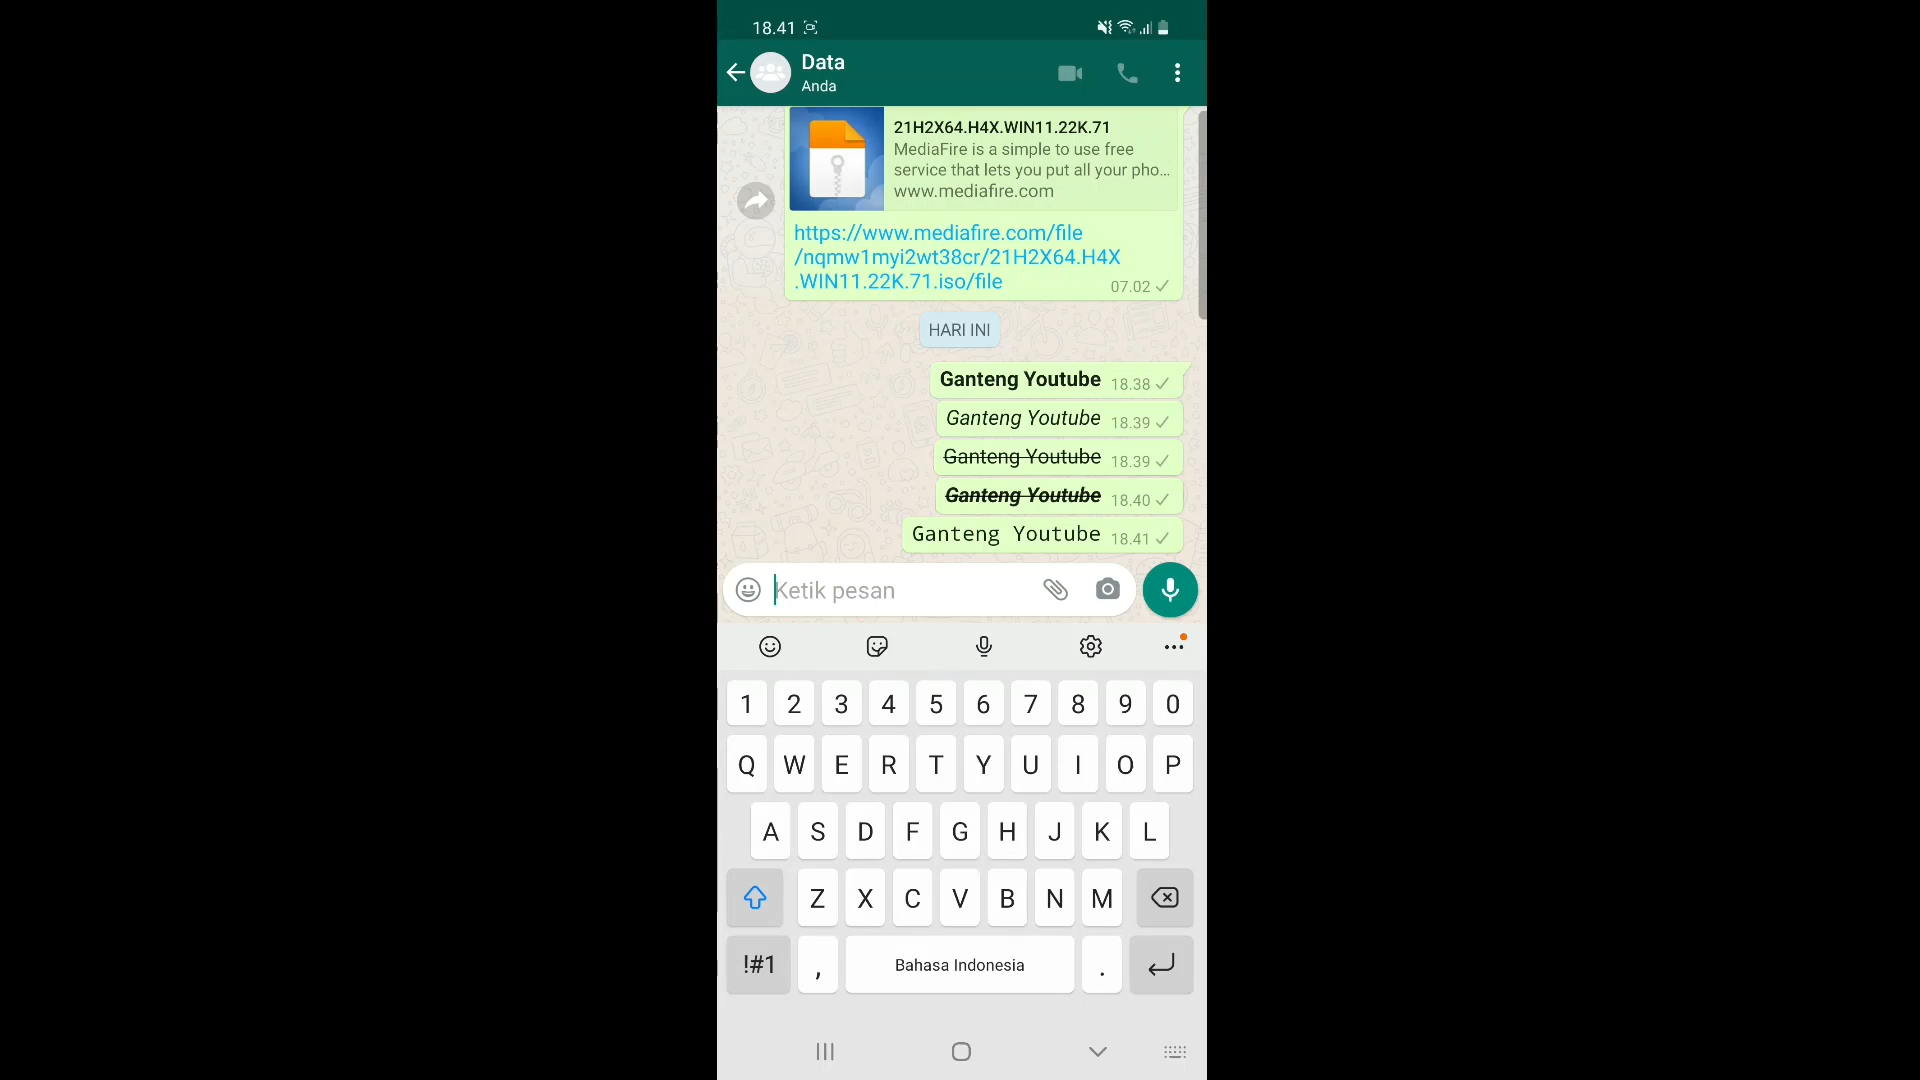 18.41
Data
Anda
21H2X64.H4X.WIN11.22K.71
MediaFire is a simple to use free
service that lets you put all your pho...
www.mediafire.com
https://www.mediafire.com/file
/nqmw1myi2wt38cr/21H2X64.H4X
.WIN11.22K.71.iso/file
07.02
HARI INI
Ganteng Youtube 18.38
Ganteng Youtube 18.39
Ganteng Youtube 18.39
Ganteng Youtube 18.40
Ganteng Youtube 18.41
Ketik pesan
1 2 3 4 5 6 7 8 9 0
Q W E R T Y U I O P
A S D F G H J K L
Z X C V B N M
!#1 , Bahasa Indonesia .